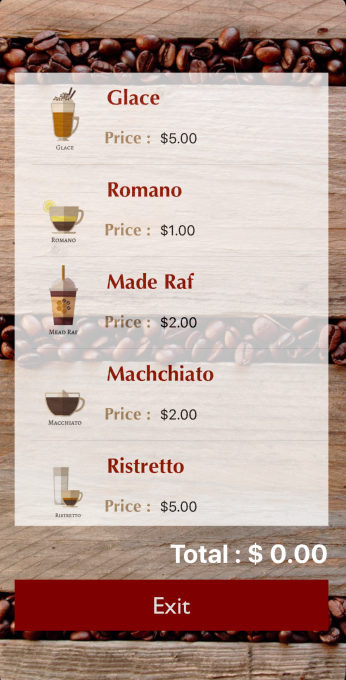 Glace
GLACE
Price : $5.00
Romano
ROMANO
Price : $1.00
Made Raf
MEAD RAF
Price : $2.00
Machchiato
MACCHIATO
Price : $2.00
Ristretto
RISTRETTO
Price : $5.00
Total : $ 0.00
Exit